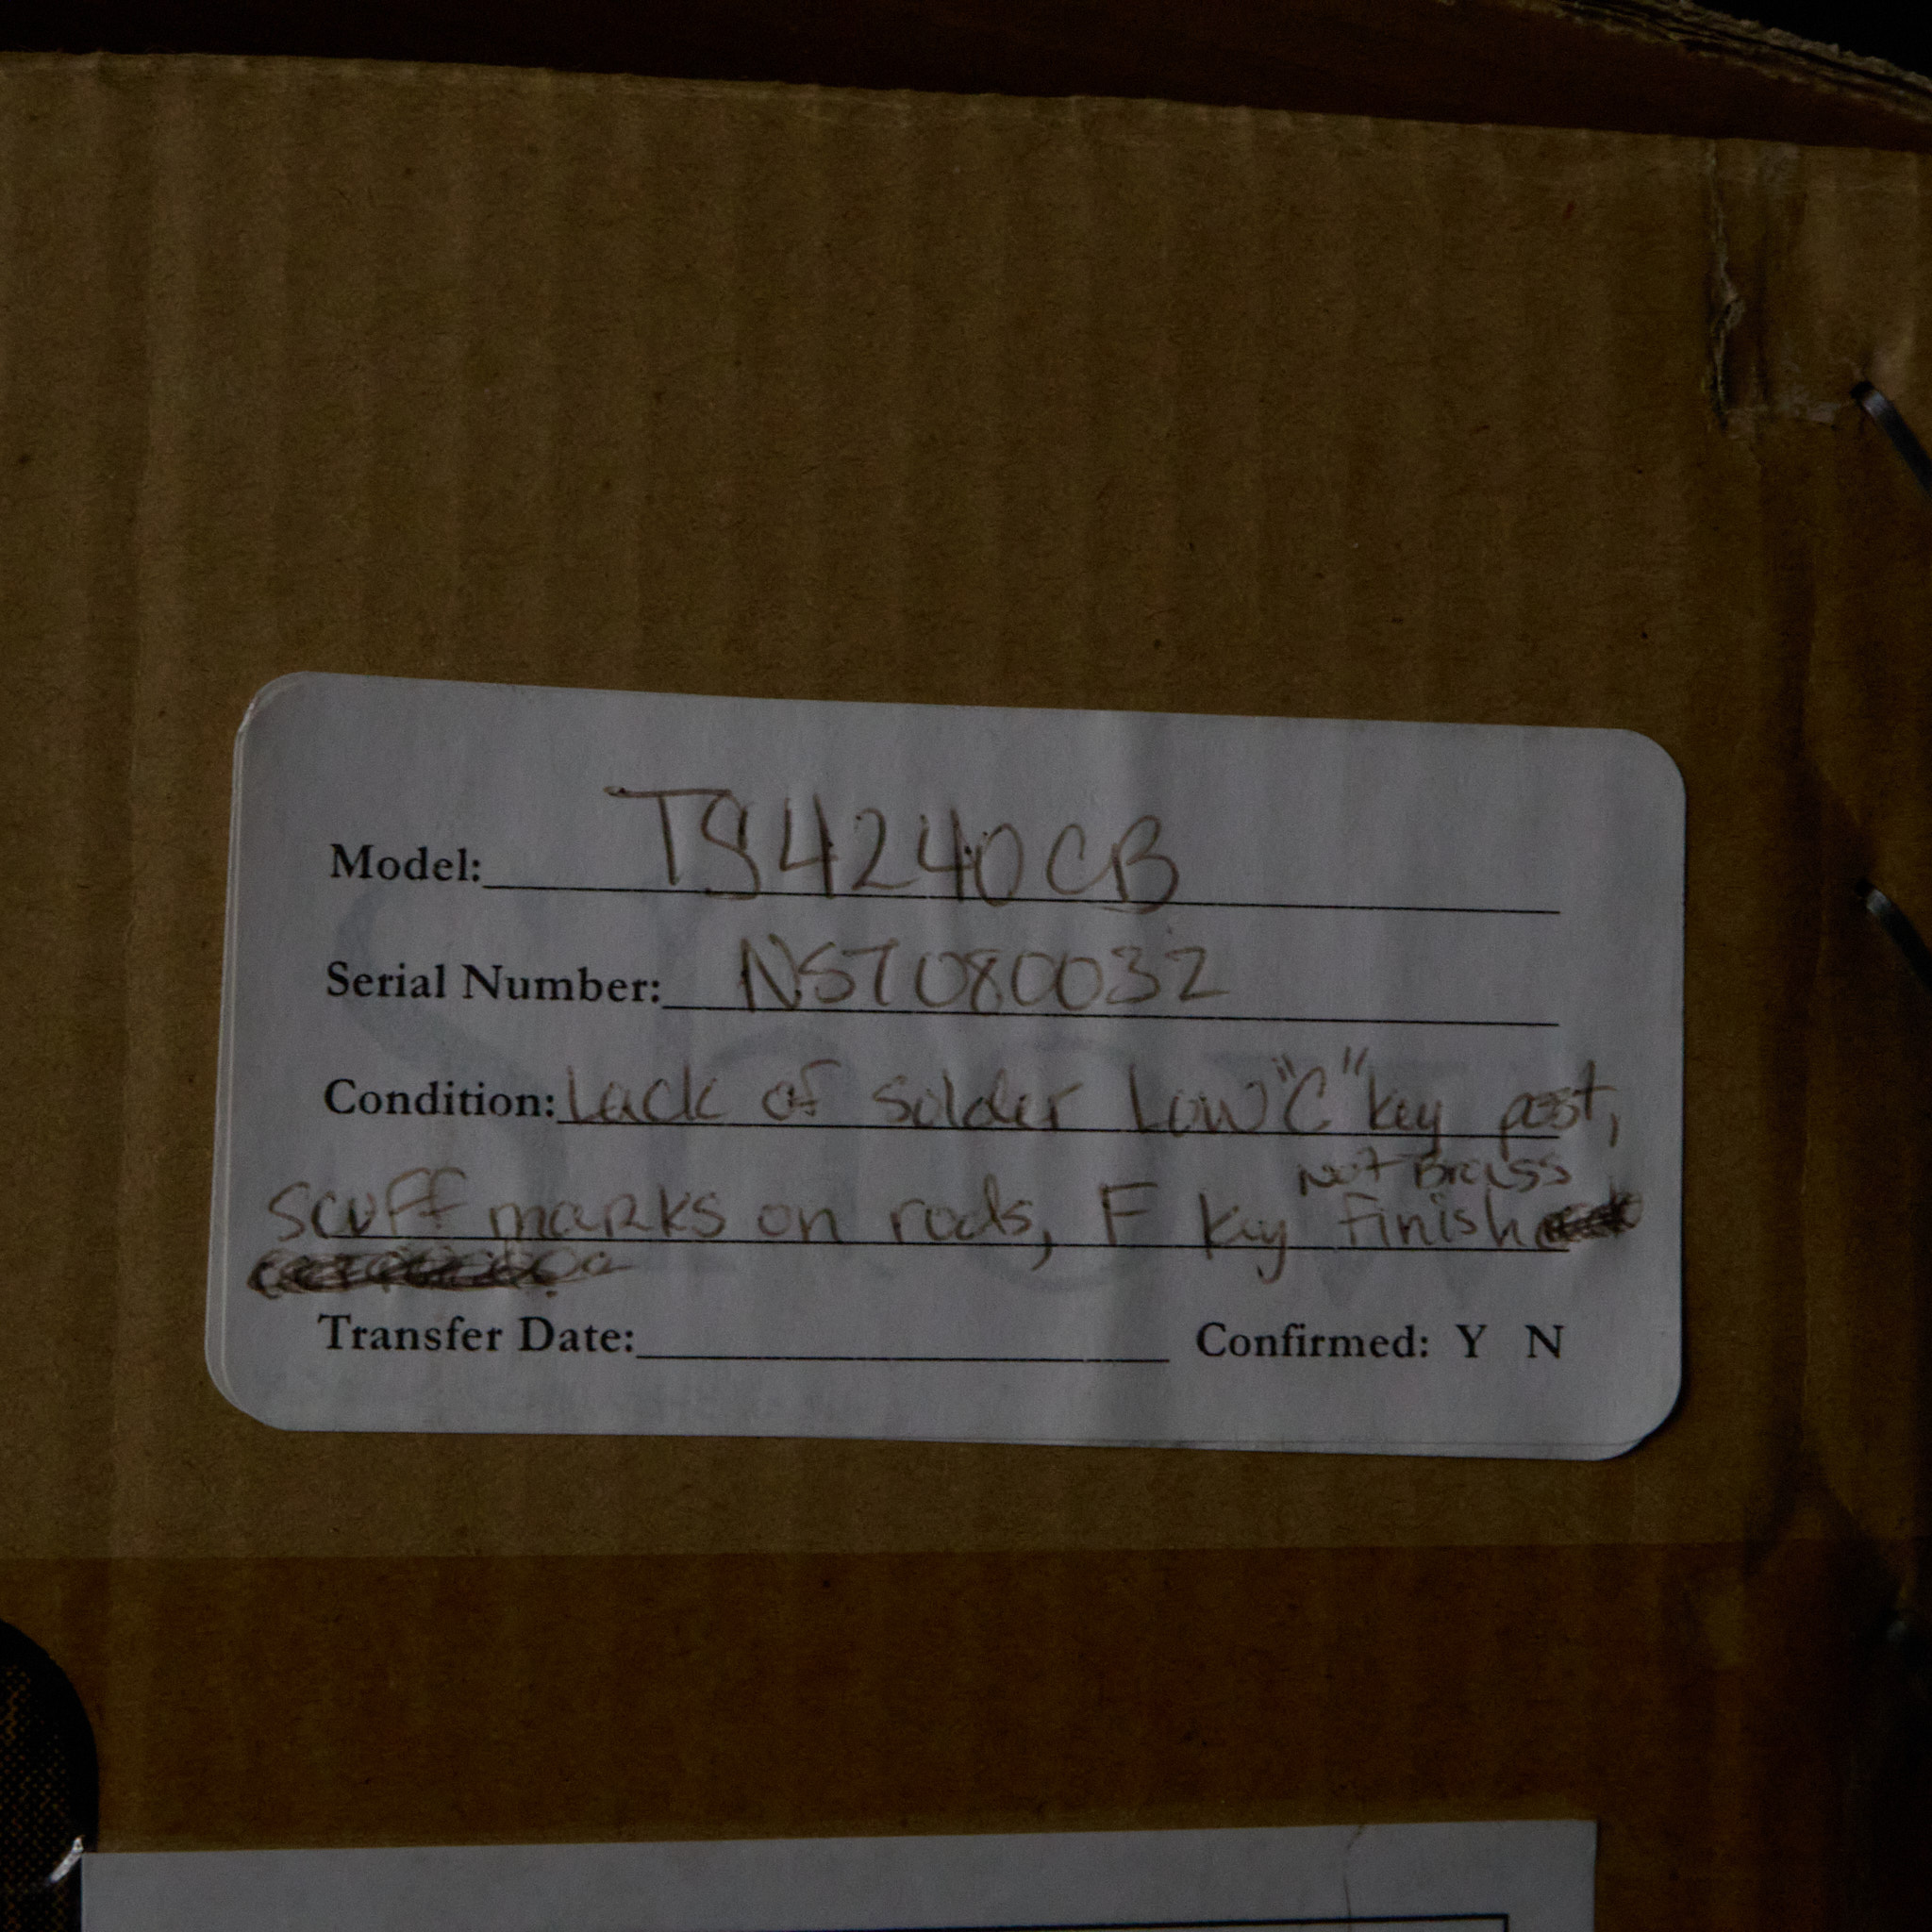 Model: TS4240CB
Serial Number: NST080032
Condition: Lack of solder Low "C" key post,
Not Brass
Scuff marks on rods, F key finish
Transfer Date: Confirmed: Y N